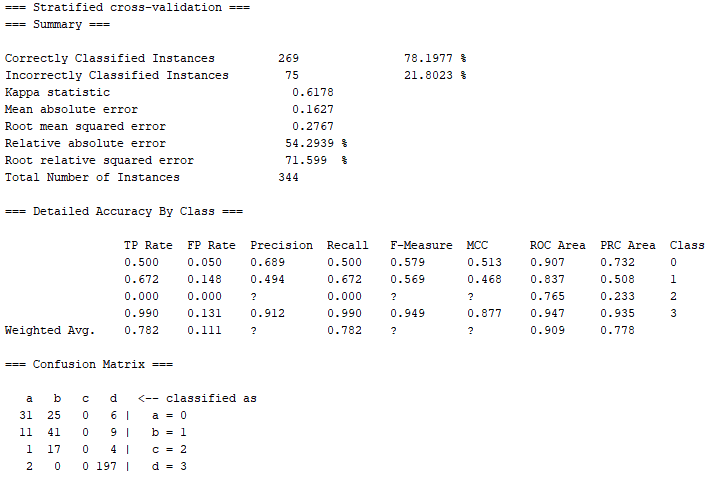 === Stratified cross-validation ===
=== Summary ===
Correctly Classified Instances 269 78.1977 %
Incorrectly Classified Instances 75 21.8023 %
Kappa statistic 0.6178
Mean absolute error 0.1627
Root mean squared error 0.2767
Relative absolute error 54.2939 %
Root relative squared error 71.599 %
Total Number of Instances 344
=== Detailed Accuracy By Class ===
TP Rate FP Rate Precision Recall F-Measure MCC ROC Area PRC Area Class
0.500 0.050 0.689 0.500 0.579 0.513 0.907 0.732 0
0.672 0.148 0.494 0.672 0.569 0.468 0.837 0.508 1
0.000 0.000 ? 0.000 ? ? 0.765 0.233 2
0.990 0.131 0.912 0.990 0.949 0.877 0.947 0.935 3
Weighted Avg. 0.782 0.111 ? 0.782 ? ? 0.909 0.778
=== Confusion Matrix ===
a b c d <-- classified as
31 25 0 6 | a = 0
11 41 0 9 | b = 1
1 17 0 4 | c = 2
2 0 0 197 | d = 3